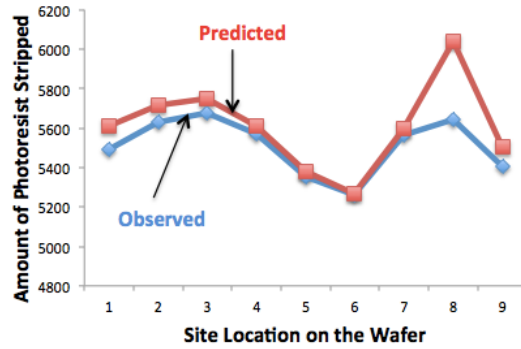 Amount of Photoresist Stripped
6200
6000
5800
5600
5400
5200
5000
4800
Predicted
Observed
1 2 3 4 5 6 7 8 9
Site Location on the Wafer